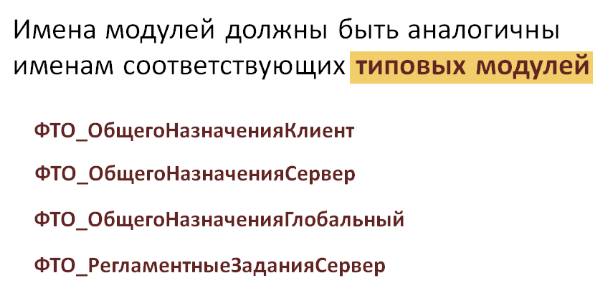 Имена модулей должны быть аналогичны
именам соответствующих типовых модулей
ФТО_ОбщегоНазначенияКлиент
ФТО_ОбщегоНазначенияСервер
ФТО_ОбщегоНазначенияГлобальный
ФТО_РегламентныеЗаданияСервер